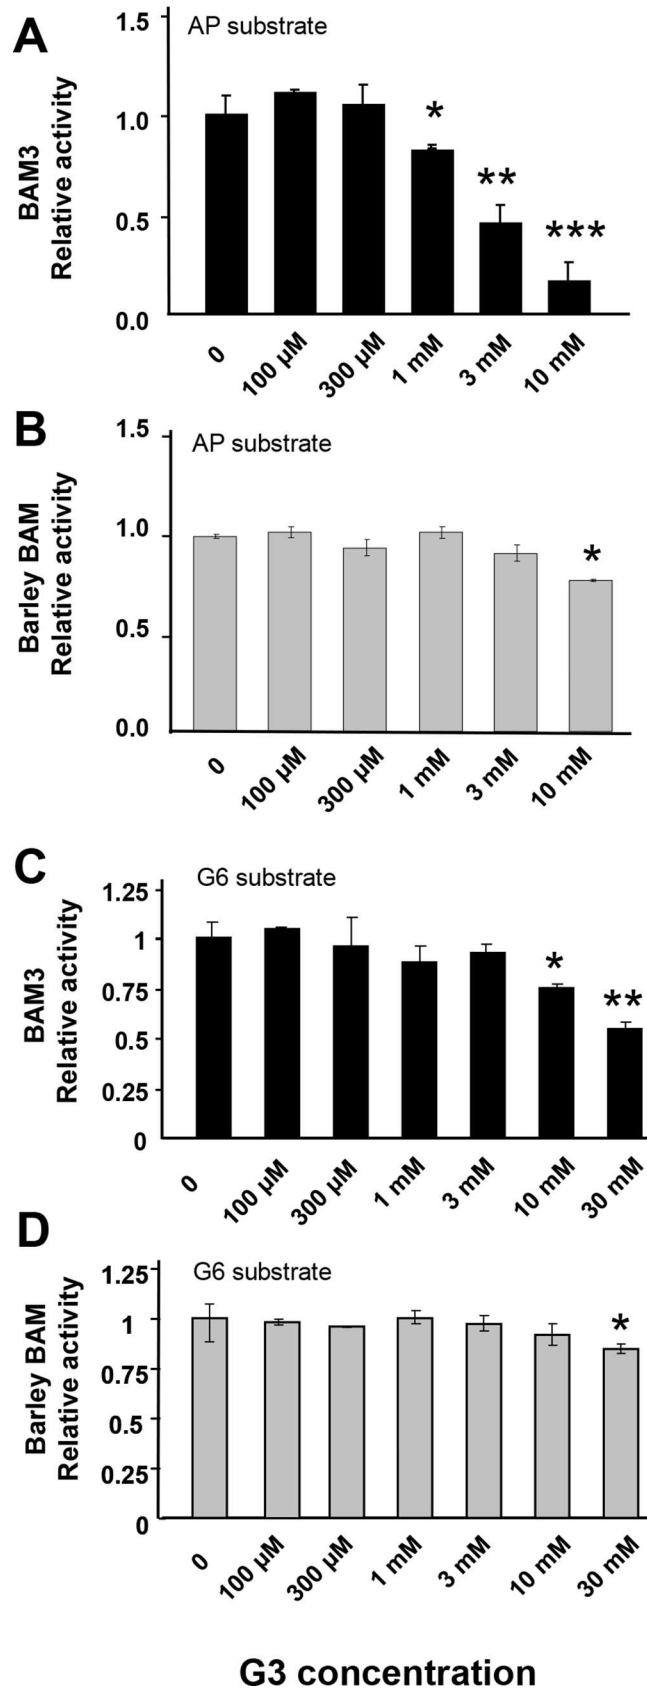 A
AP substrate
BAM3
Relative activity
1.5
1.0
0.5
0.0
*
**
***
0
100 µM
300 µM
1 mM
3 mM
10 mM
B
AP substrate
Barley BAM
Relative activity
1.5
1.0
0.5
0.0
*
0
100 µM
300 µM
1 mM
3 mM
10 mM
C
G6 substrate
BAM3
Relative activity
1.25
1
0.75
0.5
0.25
0
*
**
0
100 µM
300 µM
1 mM
3 mM
10 mM
30 mM
D
G6 substrate
Barley BAM
Relative activity
1.25
1
0.75
0.5
0.25
0
*
0
100 µM
300 µM
1 mM
3 mM
10 mM
30 mM
G3 concentration